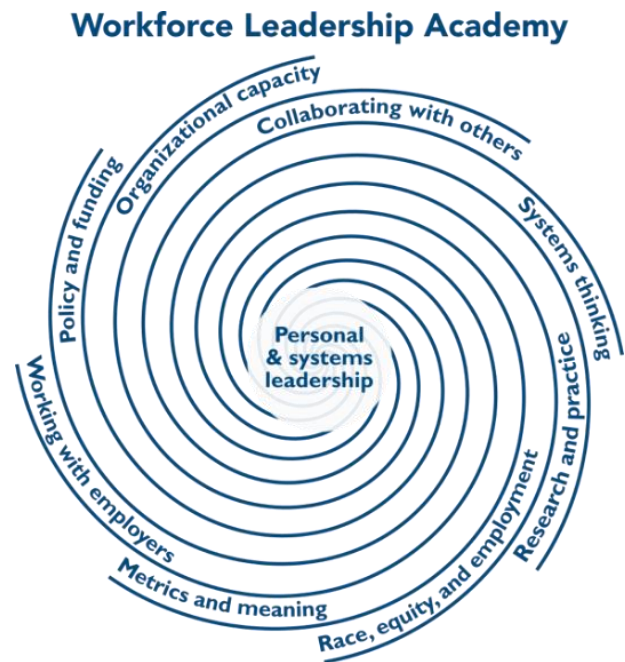 Workforce Leadership Academy
Organizational capacity
Collaborating with others
Systems thinking
Research and practice
Race, equity, and employment
Metrics and meaning
Working with employers
Policy and funding
Personal
& systems
leadership